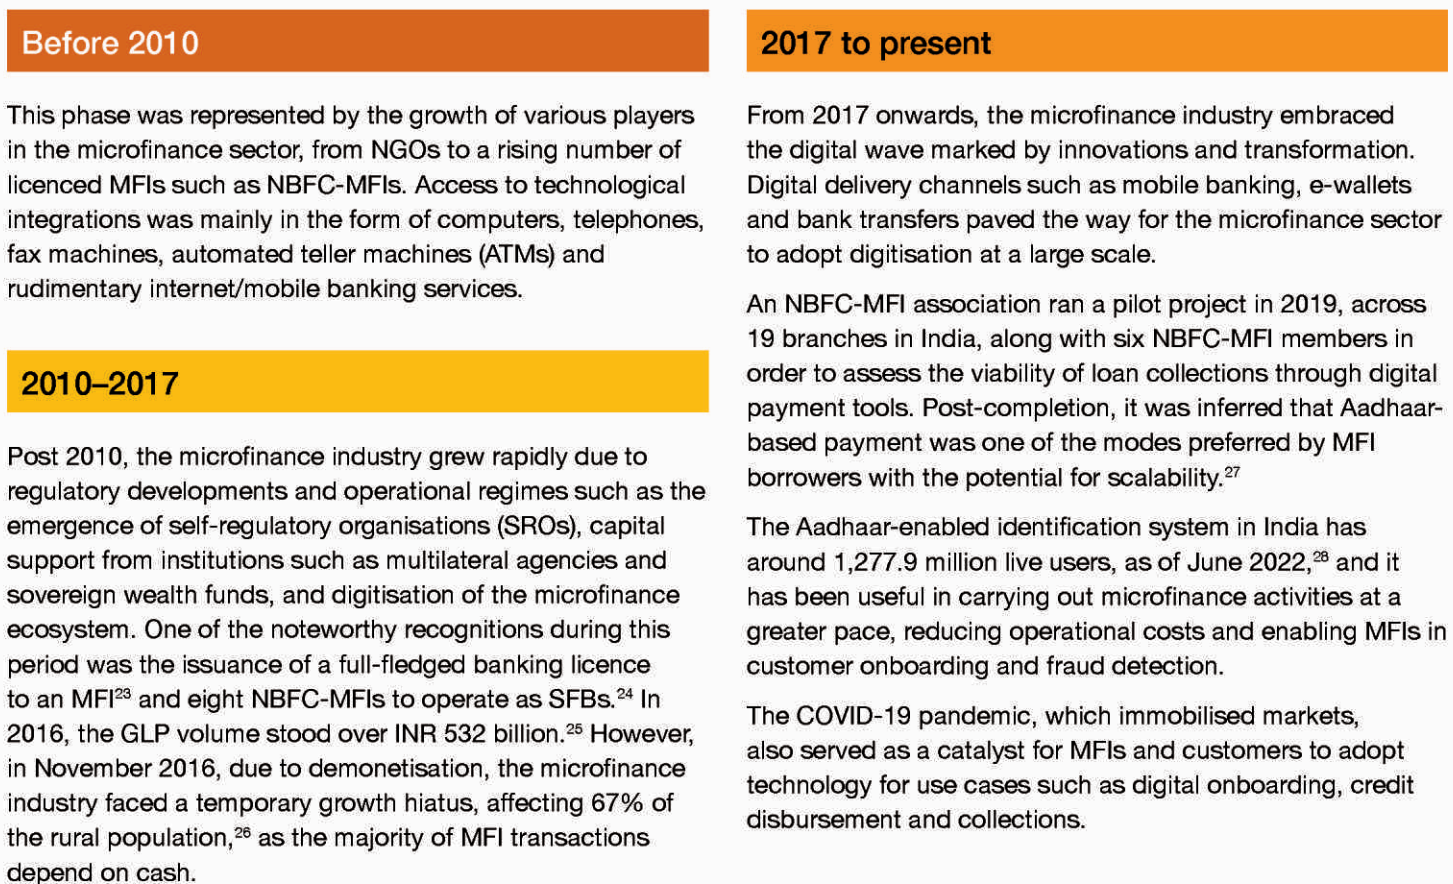 Before 2010
This phase was represented by the growth of various players
in the microfinance sector, from NGOs to a rising number of
licenced MFIs such as NBFC-MFIs. Access to technological
integrations was mainly in the form of computers, telephones,
fax machines, automated teller machines (ATMs) and
rudimentary internet/mobile banking services.
2010–2017
Post 2010, the microfinance industry grew rapidly due to
regulatory developments and operational regimes such as the
emergence of self-regulatory organisations (SROs), capital
support from institutions such as multilateral agencies and
sovereign wealth funds, and digitisation of the microfinance
ecosystem. One of the noteworthy recognitions during this
period was the issuance of a full-fledged banking licence
to an MFI²³ and eight NBFC-MFIs to operate as SFBs.²⁴ In
2016, the GLP volume stood over INR 532 billion.²⁵ However,
in November 2016, due to demonetisation, the microfinance
industry faced a temporary growth hiatus, affecting 67% of
the rural population,²⁶ as the majority of MFI transactions
depend on cash.
2017 to present
From 2017 onwards, the microfinance industry embraced
the digital wave marked by innovations and transformation.
Digital delivery channels such as mobile banking, e-wallets
and bank transfers paved the way for the microfinance sector
to adopt digitisation at a large scale.
An NBFC-MFI association ran a pilot project in 2019, across
19 branches in India, along with six NBFC-MFI members in
order to assess the viability of loan collections through digital
payment tools. Post-completion, it was inferred that Aadhaar-
based payment was one of the modes preferred by MFI
borrowers with the potential for scalability.²⁷
The Aadhaar-enabled identification system in India has
around 1,277.9 million live users, as of June 2022,²⁸ and it
has been useful in carrying out microfinance activities at a
greater pace, reducing operational costs and enabling MFIs in
customer onboarding and fraud detection.
The COVID-19 pandemic, which immobilised markets,
also served as a catalyst for MFIs and customers to adopt
technology for use cases such as digital onboarding, credit
disbursement and collections.